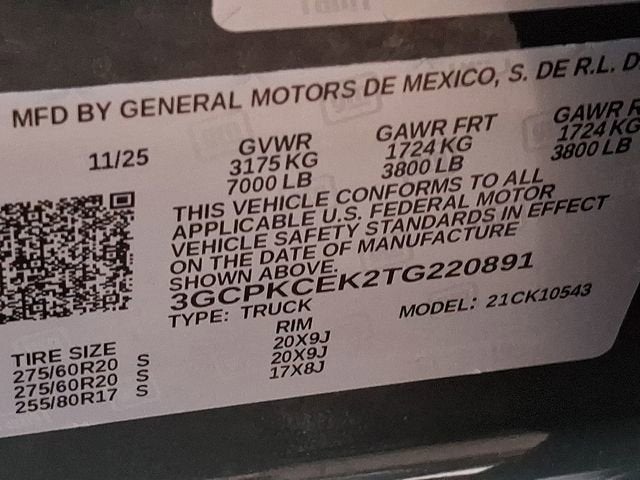 MFD BY GENERAL MOTORS DE MEXICO, S. DE R.L. D
11/25
GVWR
3175 KG
7000 LB
GAWR FRT
1724 KG
3800 LB
GAWR R
1724 KG
3800 LB
THIS VEHICLE CONFORMS TO ALL
APPLICABLE U.S. FEDERAL MOTOR
VEHICLE SAFETY STANDARDS IN EFFECT
ON THE DATE OF MANUFACTURE
SHOWN ABOVE.
3GCPKCEK2TG220891
TYPE: TRUCK MODEL: 21CK10543
TIRE SIZE RIM
275/60R20 S 20X9J
275/60R20 S 20X9J
255/80R17 S 17X8J